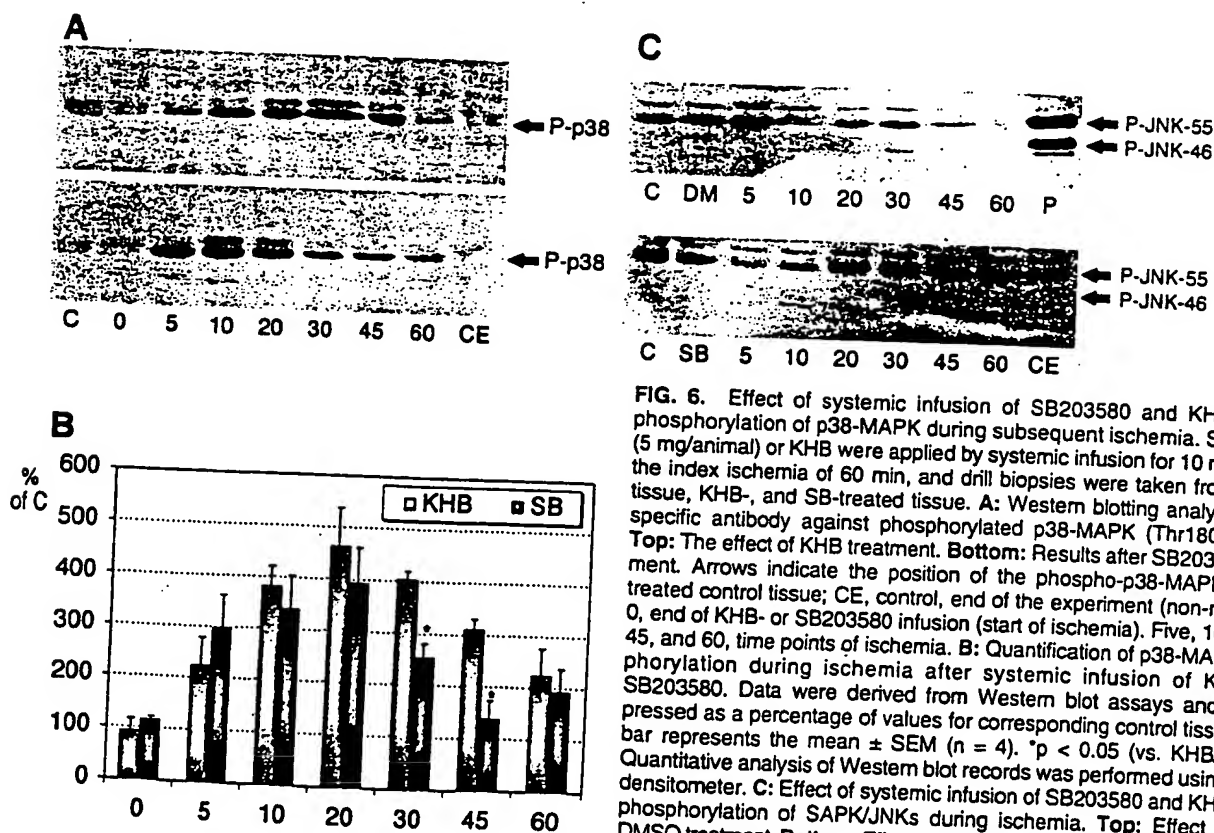 A
P-p38
P-p38
C 0 5 10 20 30 45 60 CE
B
%
of C
600
500
400
300
200
100
0
KHB SB
*
*
0 5 10 20 30 45 60
C
P-JNK-55
P-JNK-46
C DM 5 10 20 30 45 60 P
P-JNK-55
P-JNK-46
C SB 5 10 20 30 45 60 CE
FIG. 6. Effect of systemic infusion of SB203580 and KH
phosphorylation of p38-MAPK during subsequent ischemia. S
(5 mg/animal) or KHB were applied by systemic infusion for 10 m
the index ischemia of 60 min, and drill biopsies were taken fro
tissue, KHB-, and SB-treated tissue. A: Western blotting analy
specific antibody against phosphorylated p38-MAPK (Thr180
Top: The effect of KHB treatment. Bottom: Results after SB203
ment. Arrows indicate the position of the phospho-p38-MAPK
treated control tissue; CE, control, end of the experiment (non-r
0, end of KHB- or SB203580 infusion (start of ischemia). Five, 1
45, and 60, time points of ischemia. B: Quantification of p38-MA
phorylation during ischemia after systemic infusion of K
SB203580. Data were derived from Western blot assays and
pressed as a percentage of values for corresponding control tiss
bar represents the mean ± SEM (n = 4). *p < 0.05 (vs. KHB
Quantitative analysis of Western blot records was performed using
densitometer. C: Effect of systemic infusion of SB203580 and KH
phosphorylation of SAPK/JNKs during ischemia. Top: Effect
DMSO treatment.